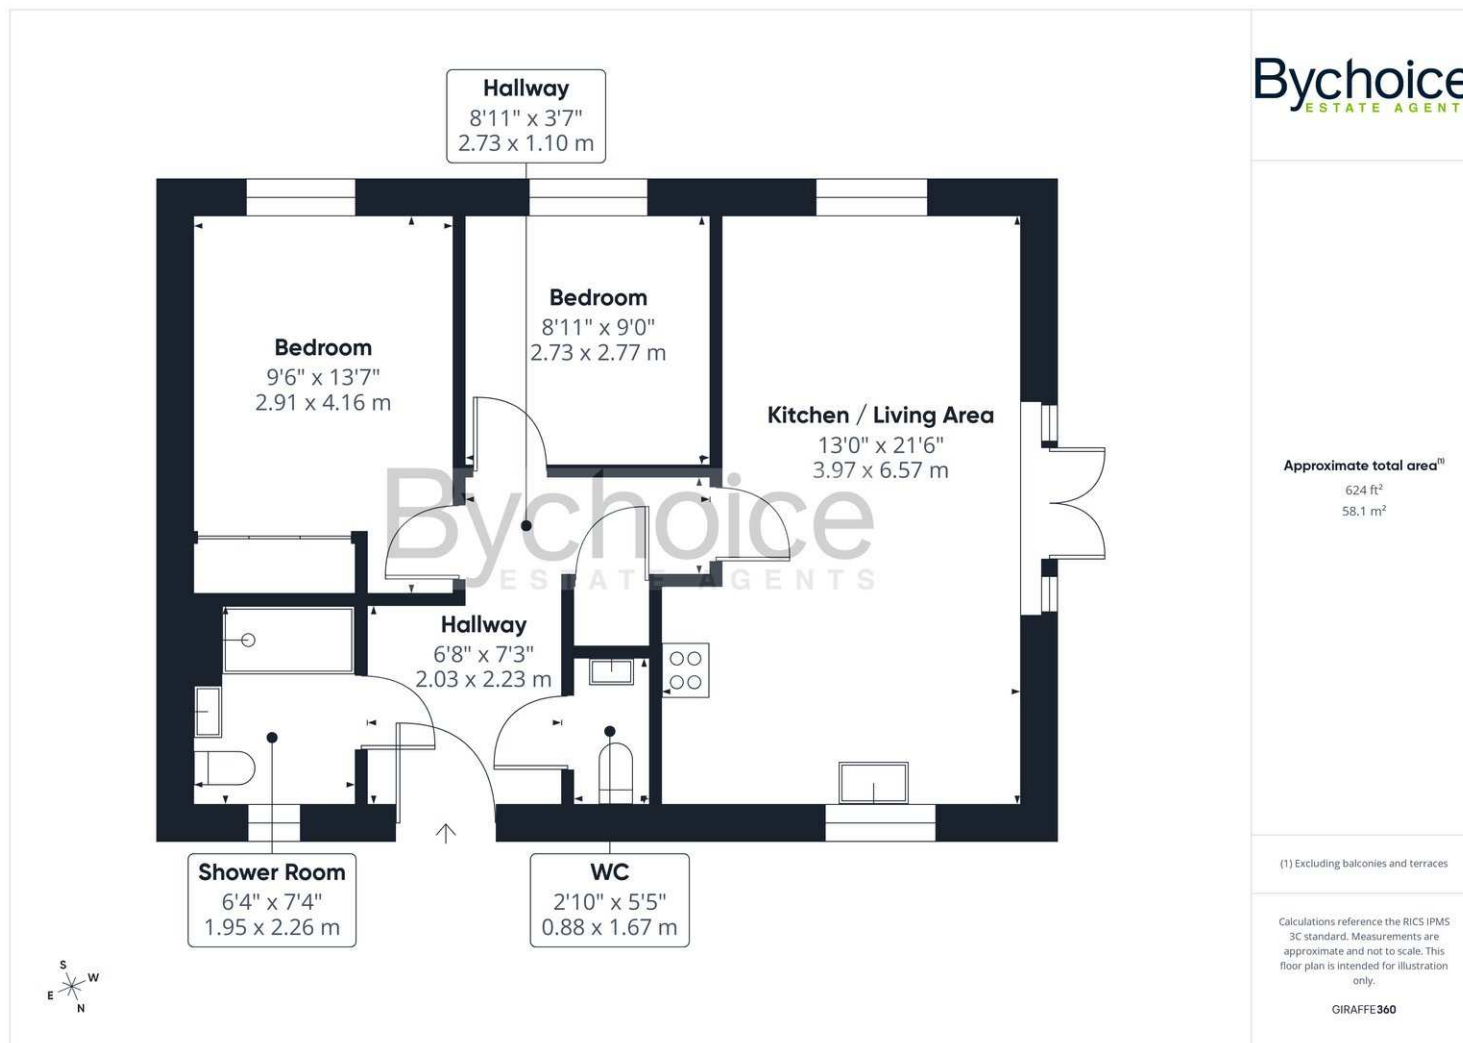 Hallway
8'11" x 3'7"
2.73 x 1.10 m
Bedroom
9'6" x 13'7"
2.91 x 4.16 m
Bedroom
8'11" x 9'0"
2.73 x 2.77 m
Kitchen / Living Area
13'0" x 21'6"
3.97 x 6.57 m
Bychoice
ESTATE AGENTS
Hallway
6'8" x 7'3"
2.03 x 2.23 m
Shower Room
6'4" x 7'4"
1.95 x 2.26 m
WC
2'10" x 5'5"
0.88 x 1.67 m
S
W
E
N
Bychoice
ESTATE AGENT
Approximate total area(1)
624 ft²
58.1 m²
(1) Excluding balconies and terraces
Calculations reference the RICS IPMS
3C standard. Measurements are
approximate and not to scale. This
floor plan is intended for illustration
only.
GIRAFFE360